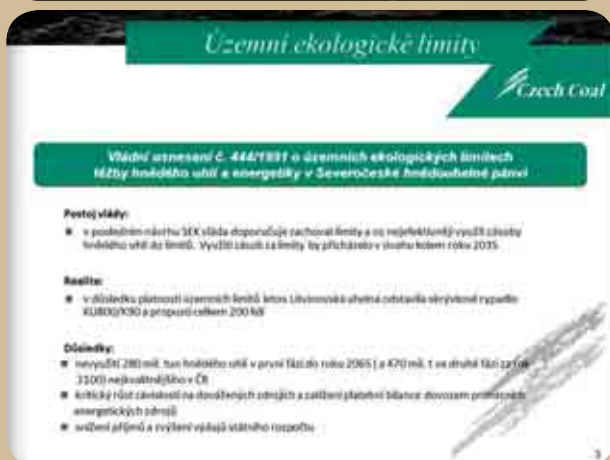 Územní ekologické limity
Czech Coal
Vládní usnesení č. 444/1991 o územních ekologických limitech
těžby hnědého uhlí a energetiky v Severočeské hnědouhelné pánvi
Postoj vlády:
v posledním návrhu SEK vláda doporučuje zachovat limity a co nejefektivněji využít zásoby
hnědého uhlí do limitů. Využití zásob za limity by přicházelo v úvahu kolem roku 2035
Realita:
v důsledku platnosti územních limitů letos Litvínovská uhelná odstavila skrývkové rypadlo
KU800/K90 a propustí celkem 200 lidí
Důsledky:
nevyužití 280 mil. tun hnědého uhlí v první fázi do roku 2065 ( a 470 mil. t ve druhé fázi za rok
2100) nejkvalitnějšího v ČR
kritický růst závislosti na dovážených zdrojích a zatížení platební bilance dovozem primárních
energetických zdrojů
snížení příjmů a zvýšení výdajů státního rozpočtu
3